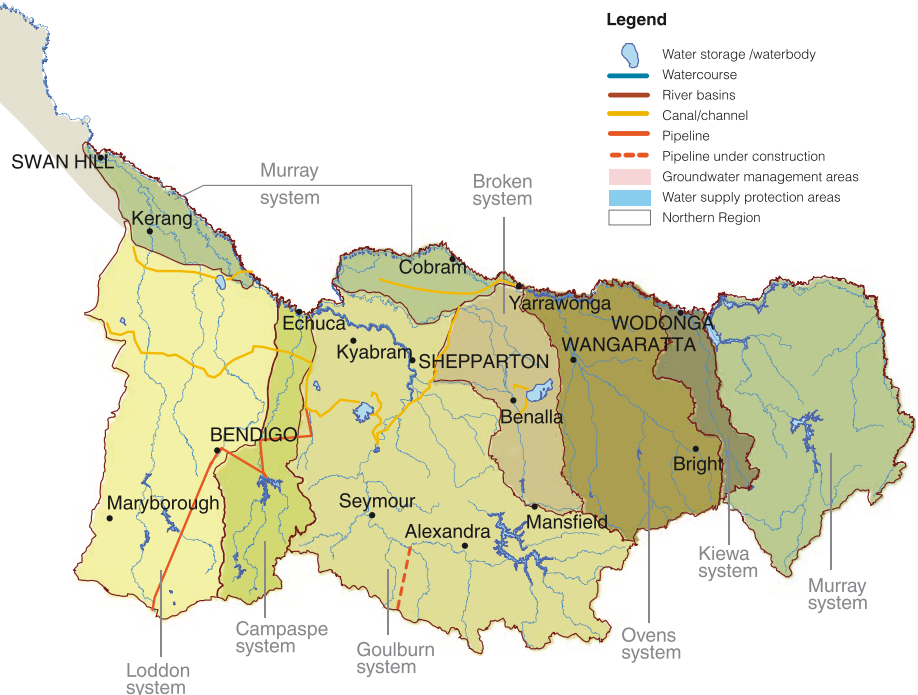 Legend
Water storage /waterbody
Watercourse
River basins
Canal/channel
Pipeline
Pipeline under construction
Groundwater management areas
Water supply protection areas
Northern Region
SWAN HILL
Murray
system
Broken
system
Kerang
Cobram
Yarrawonga
Echuca
WODONGA
Kyabram
WANGARATTA
SHEPPARTON
Benalla
BENDIGO
Bright
Maryborough
Seymour
Mansfield
Alexandra
Kiewa
system
Murray
system
Campaspe
system
Ovens
system
Goulburn
system
Loddon
system